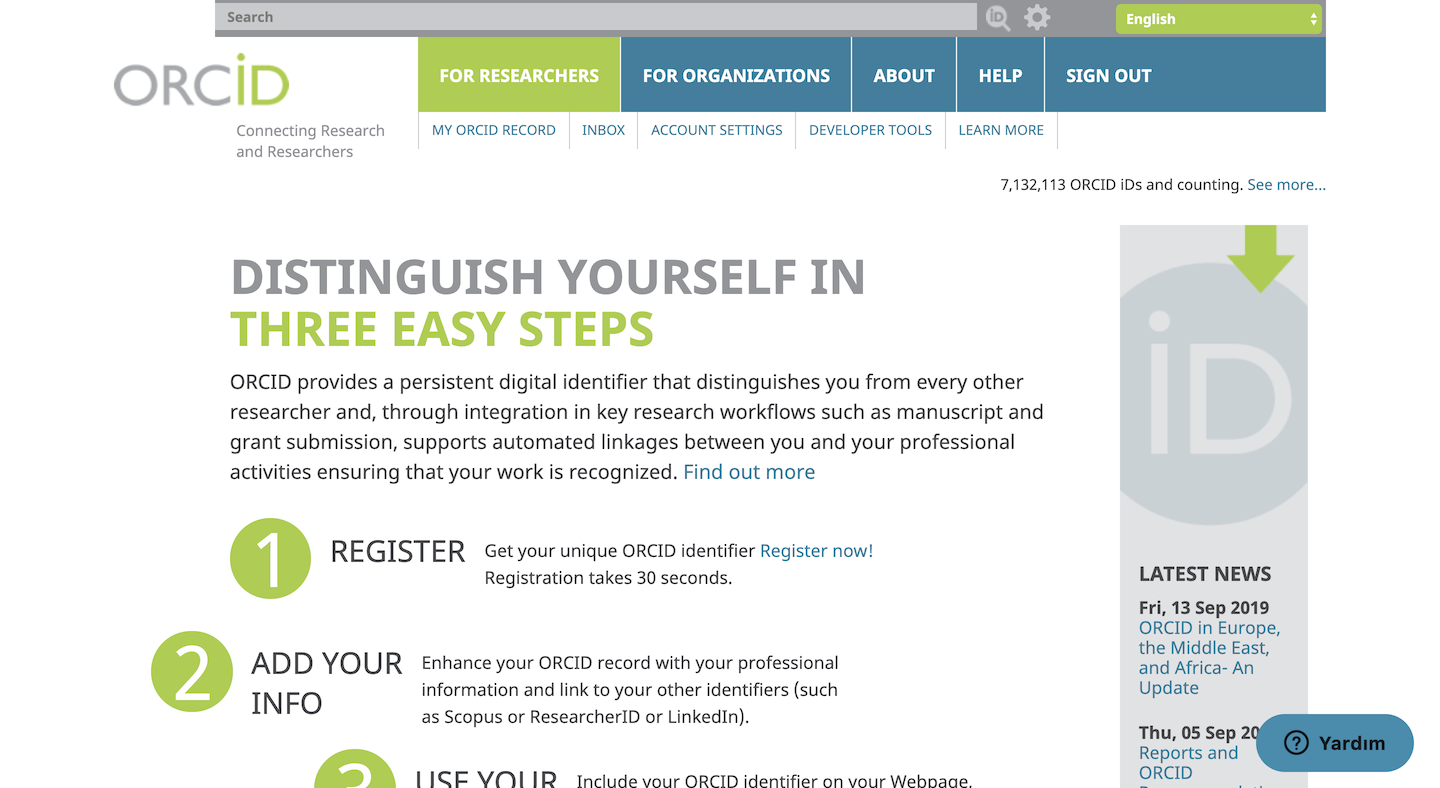 Search
English
ORCID
Connecting Research
and Researchers
FOR RESEARCHERS
FOR ORGANIZATIONS
ABOUT
HELP
SIGN OUT
MY ORCID RECORD
INBOX
ACCOUNT SETTINGS
DEVELOPER TOOLS
LEARN MORE
7,132,113 ORCID iDs and counting. See more...
DISTINGUISH YOURSELF IN
THREE EASY STEPS
ORCID provides a persistent digital identifier that distinguishes you from every other
researcher and, through integration in key research workflows such as manuscript and
grant submission, supports automated linkages between you and your professional
activities ensuring that your work is recognized. Find out more
1
REGISTER
Get your unique ORCID identifier Register now!
Registration takes 30 seconds.
2
ADD YOUR
INFO
Enhance your ORCID record with your professional
information and link to your other identifiers (such
as Scopus or ResearcherID or LinkedIn).
3
USE YOUR
Include your ORCID identifier on your Webpage,
iD
LATEST NEWS
Fri, 13 Sep 2019
ORCID in Europe,
the Middle East,
and Africa- An
Update
Thu, 05 Sep 20
Reports and
ORCID
Yardım